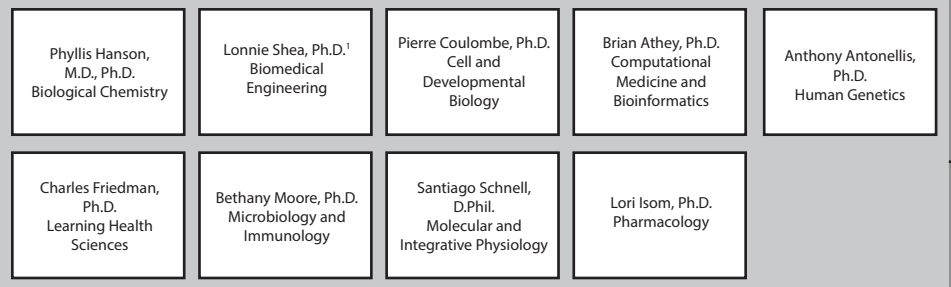 Phyllis Hanson,
M.D., Ph.D.
Biological Chemistry
Lonnie Shea, Ph.D.¹
Biomedical
Engineering
Pierre Coulombe, Ph.D.
Cell and
Developmental
Biology
Brian Athey, Ph.D.
Computational
Medicine and
Bioinformatics
Anthony Antonellis,
Ph.D.
Human Genetics
Charles Friedman,
Ph.D.
Learning Health
Sciences
Bethany Moore, Ph.D.
Microbiology and
Immunology
Santiago Schnell,
D.Phil.
Molecular and
Integrative Physiology
Lori Isom, Ph.D.
Pharmacology